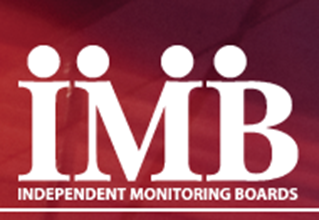 IMB
INDEPENDENT MONITORING BOARDS